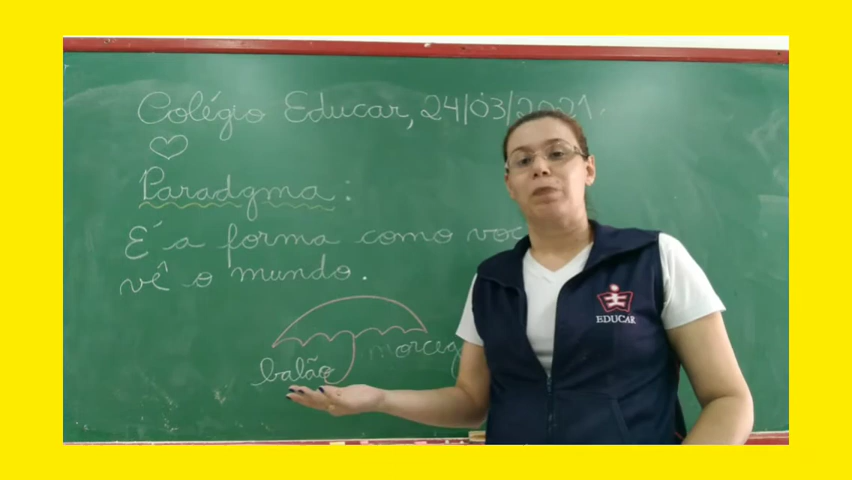 Colégio Educar, 24/03/2021.
Paradgma:
É a forma como voc
vê o mundo.
balão morceg
EDUCAR